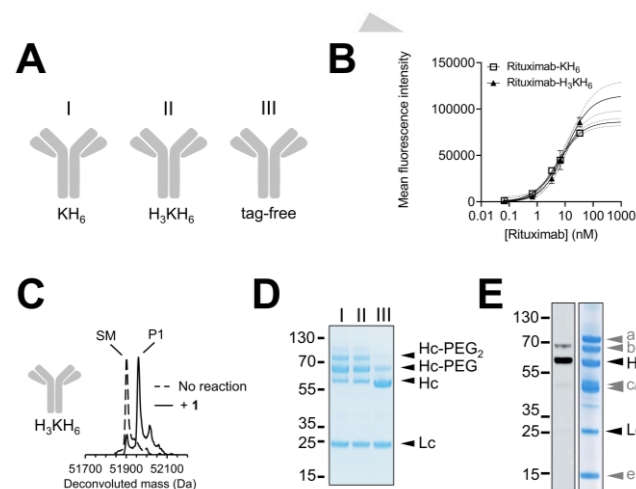 A
I II III
KH6
H3KH6
tag-free
B
Rituximab-KH6
Rituximab-H3KH6
Mean fluorescence intensity
150000
100000
50000
0
0.01 0.1 1 10 100 1000
[Rituximab] (nM)
C
SM P1
No reaction
+ 1
H3KH6
51700 51900 52100
Deconvoluted mass (Da)
D
I II III
130
70
55
35
25
15
Hc-PEG2
Hc-PEG
Hc
Lc
E
130
70
55
35
25
15
a
b
H
L
e